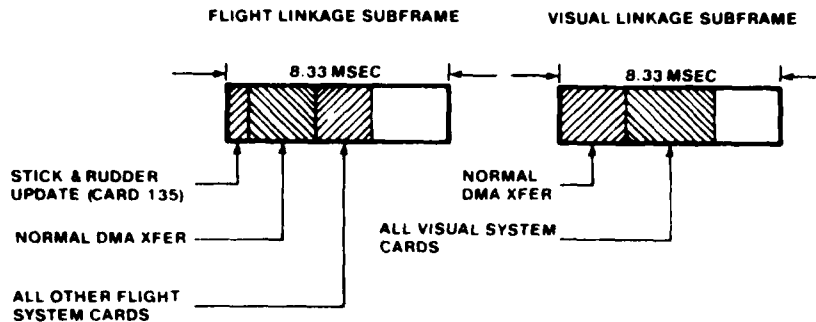 FLIGHT LINKAGE SUBFRAME
VISUAL LINKAGE SUBFRAME
8.33 MSEC
8.33 MSEC
STICK & RUDDER
UPDATE (CARD 135)
NORMAL DMA XFER
ALL OTHER FLIGHT
SYSTEM CARDS
NORMAL
DMA XFER
ALL VISUAL SYSTEM
CARDS